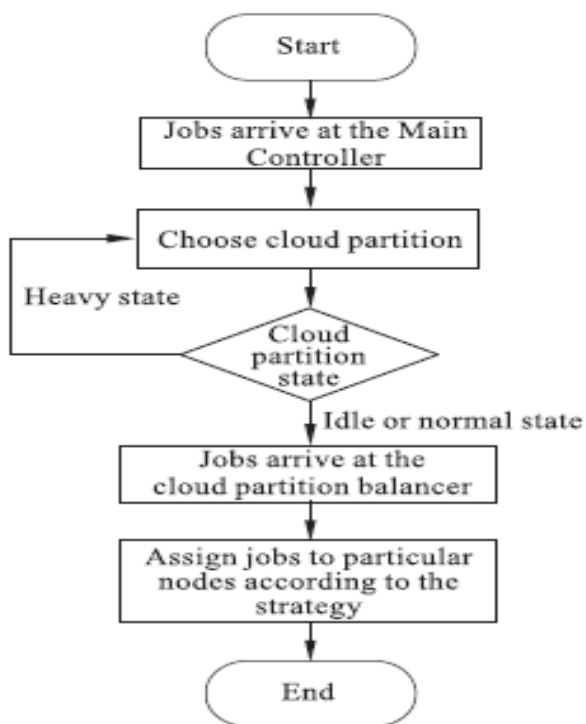 Start
Jobs arrive at the Main
Controller
Choose cloud partition
Heavy state
Cloud
partition
state
Idle or normal state
Jobs arrive at the
cloud partition balancer
Assign jobs to particular
nodes according to the
strategy
End